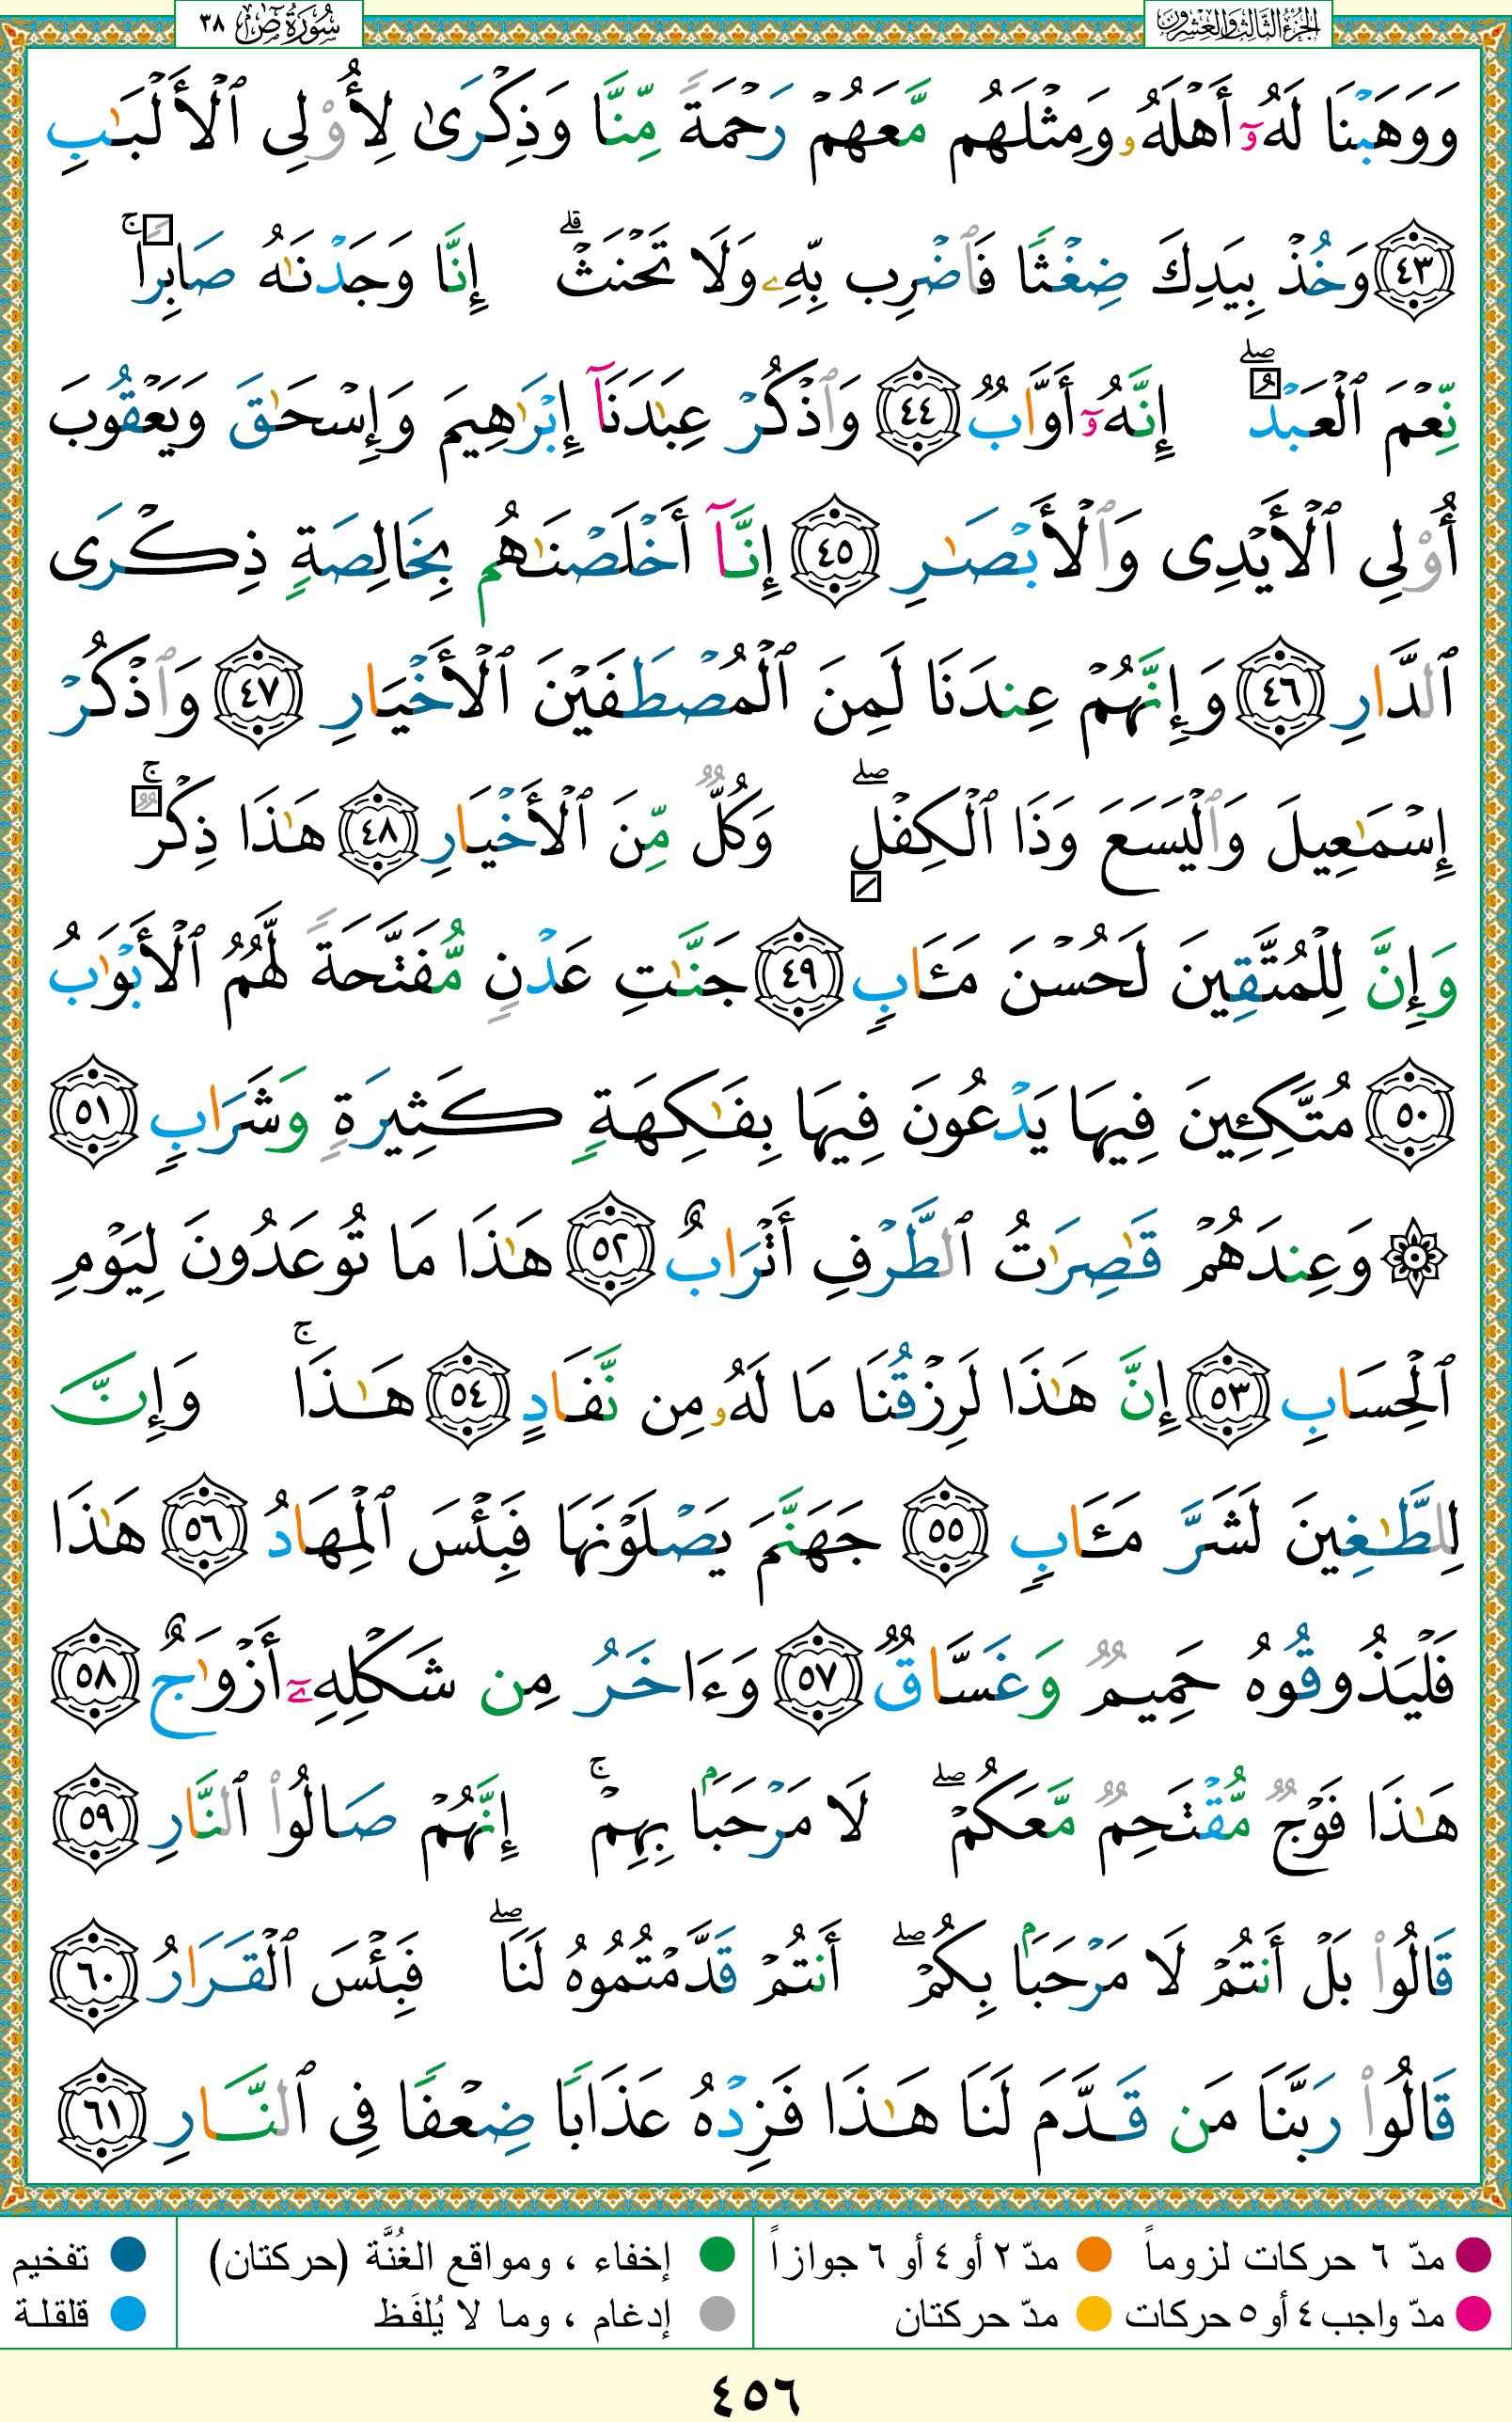 الجزء الثالث والعشرون
سُورَةُ صٓ ٣٨
وَوَهَبۡنَا لَهُۥٓ أَهۡلَهُۥ وَمِثۡلَهُم مَّعَهُمۡ رَحۡمَةٗ مِّنَّا وَذِكۡرَىٰ لِأُوْلِي ٱلۡأَلۡبَٰبِ
٤٣ وَخُذۡ بِيَدِكَ ضِغۡثٗا فَٱضۡرِب بِّهِۦ وَلَا تَحۡنَثۡۗ إِنَّا وَجَدۡنَٰهُ صَابِرٗاۚ
نِّعۡمَ ٱلۡعَبۡدُۖ إِنَّهُۥٓ أَوَّابٞ ٤٤ وَٱذۡكُرۡ عِبَٰدَنَآ إِبۡرَٰهِيمَ وَإِسۡحَٰقَ وَيَعۡقُوبَ
أُوْلِي ٱلۡأَيۡدِي وَٱلۡأَبۡصَٰرِ ٤٥ إِنَّآ أَخۡلَصۡنَٰهُم بِخَالِصَةٖ ذِكۡرَى
ٱلدَّارِ ٤٦ وَإِنَّهُمۡ عِندَنَا لَمِنَ ٱلۡمُصۡطَفَيۡنَ ٱلۡأَخۡيَارِ ٤٧ وَٱذۡكُرۡ
إِسۡمَٰعِيلَ وَٱلۡيَسَعَ وَذَا ٱلۡكِفۡلِۖ وَكُلّٞ مِّنَ ٱلۡأَخۡيَارِ ٤٨ هَٰذَا ذِكۡرٞۚ
وَإِنَّ لِلۡمُتَّقِينَ لَحُسۡنَ مَـَٔابٖ ٤٩ جَنَّٰتِ عَدۡنٖ مُّفَتَّحَةٗ لَّهُمُ ٱلۡأَبۡوَٰبُ
٥٠ مُتَّكِـِٔينَ فِيهَا يَدۡعُونَ فِيهَا بِفَٰكِهَةٖ كَثِيرَةٖ وَشَرَابٖ ٥١
۞ وَعِندَهُمۡ قَٰصِرَٰتُ ٱلطَّرۡفِ أَتۡرَابٌ ٥٢ هَٰذَا مَا تُوعَدُونَ لِيَوۡمِ
ٱلۡحِسَابِ ٥٣ إِنَّ هَٰذَا لَرِزۡقُنَا مَا لَهُۥ مِن نَّفَادٍ ٥٤ هَٰذَاۚ وَإِنَّ
لِلطَّٰغِينَ لَشَرَّ مَـَٔابٖ ٥٥ جَهَنَّمَ يَصۡلَوۡنَهَا فَبِئۡسَ ٱلۡمِهَادُ ٥٦ هَٰذَا
فَلۡيَذُوقُوهُ حَمِيمٞ وَغَسَّاقٞ ٥٧ وَءَاخَرُ مِن شَكۡلِهِۦٓ أَزۡوَٰجٌ ٥٨
هَٰذَا فَوۡجٞ مُّقۡتَحِمٞ مَّعَكُمۡۖ لَا مَرۡحَبَۢا بِهِمۡۚ إِنَّهُمۡ صَالُواْ ٱلنَّارِ ٥٩
قَالُواْ بَلۡ أَنتُمۡ لَا مَرۡحَبَۢا بِكُمۡۖ أَنتُمۡ قَدَّمۡتُمُوهُ لَنَاۖ فَبِئۡسَ ٱلۡقَرَارُ ٦٠
قَالُواْ رَبَّنَا مَن قَدَّمَ لَنَا هَٰذَا فَزِدۡهُ عَذَابٗا ضِعۡفٗا فِي ٱلنَّارِ ٦١
مدّ ٦ حركات لزوماً مدّ ٢ أو ٤ أو ٦ جوازاً إخفاء ، ومواقع الغُنَّة (حركتان) تفخيم
مدّ واجب ٤ أو ٥ حركات مدّ حركتان إدغام ، وما لا يُلفَظ قلقلة
٤٥٦